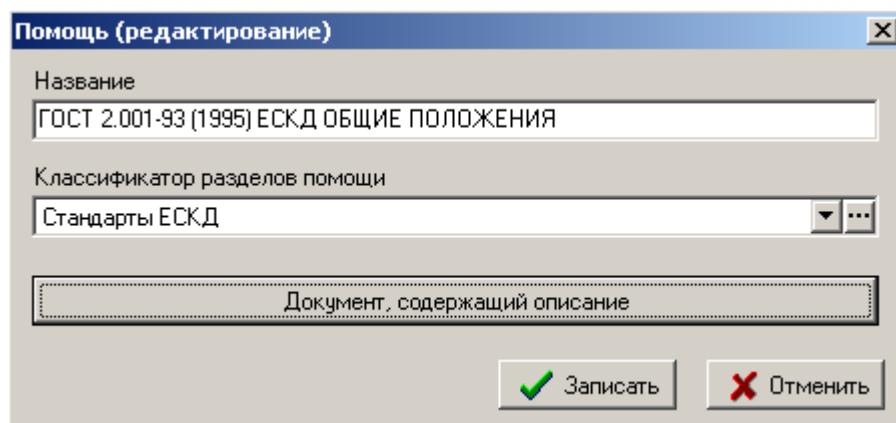 Помощь (редактирование)
Название
ГОСТ 2.001-93 (1995) ЕСКД ОБЩИЕ ПОЛОЖЕНИЯ
Классификатор разделов помощи
Стандарты ЕСКД
Документ, содержащий описание
Записать Отменить